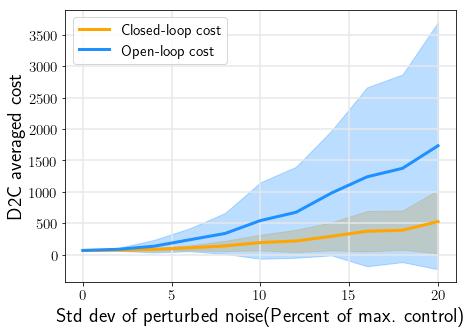 Closed-loop cost
Open-loop cost
D2C averaged cost
3500
3000
2500
2000
1500
1000
500
0
0 5 10 15 20
Std dev of perturbed noise(Percent of max. control)